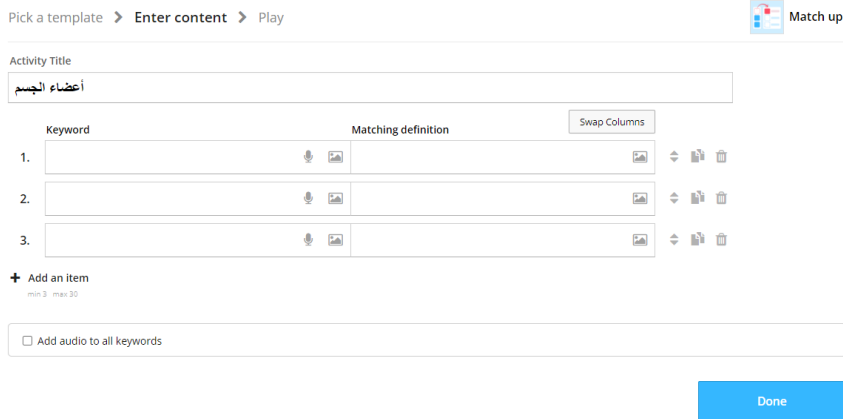 Pick a template > Enter content > Play
Match up
Activity Title
أعضاء الجسم
Swap Columns
Keyword Matching definition
1.
2.
3.
+ Add an item
min 3 max 30
Add audio to all keywords
Done